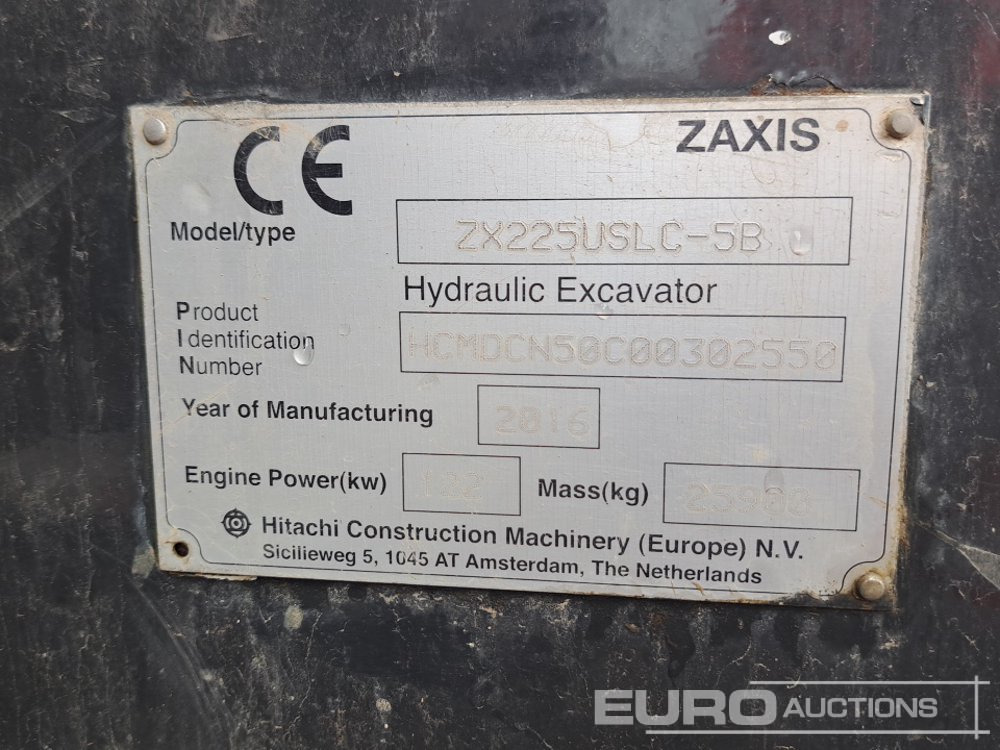 CE
ZAXIS
Model/type ZX225USLC-5B
Hydraulic Excavator
Product
Identification HCMDCN50C00302550
Number
Year of Manufacturing 2016
Engine Power(kw) 122 Mass(kg) 25900
Hitachi Construction Machinery (Europe) N.V.
Sicilieweg 5, 1045 AT Amsterdam, The Netherlands
EURO AUCTIONS